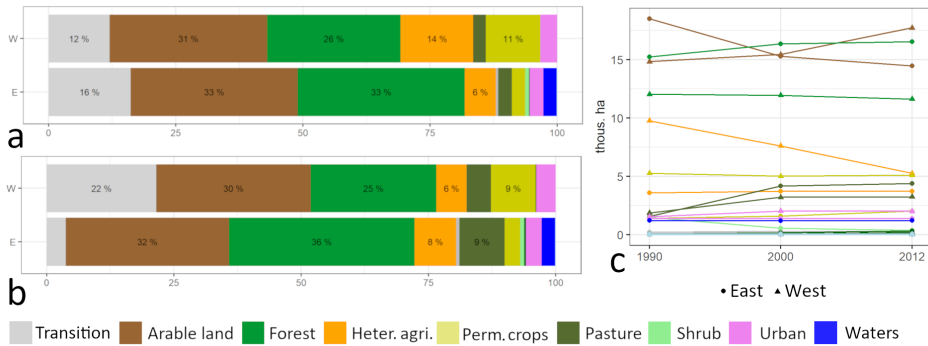 W 12 % 31 % 26 % 14 % 11 %
E 16 % 33 % 33 % 6 %
0 25 50 75 100
a
W 22 % 30 % 25 % 6 % 9 %
E 32 % 36 % 8 % 9 %
0 25 50 75 100
b
thous. ha
15
10
5
0
1990 2000 2012
c
East West
Transition Arable land Forest Heter. agri. Perm. crops Pasture Shrub Urban Waters